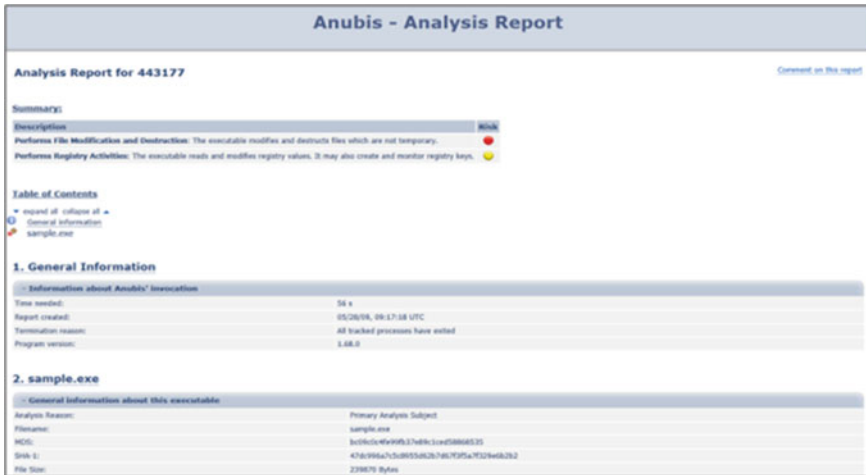 Anubis - Analysis Report
Analysis Report for 443177
Comment on this report
Summary:
Description Risk
Performs File Modification and Destruction: The executable modifies and destructs files which are not temporary.
Performs Registry Activities: The executable reads and modifies registry values. It may also create and monitor registry keys.
Table of Contents
expand all collapse all
General information
sample.exe
1. General Information
- Information about Anubis' invocation
Time needed: 56 s
Report created: 05/28/09, 09:17:18 UTC
Termination reason: All tracked processes have exited
Program version: 1.68.0
2. sample.exe
- General information about this executable
Analysis Reason: Primary Analysis Subject
Filename: sample.exe
MD5:
SHA-1:
File Size: 239870 Bytes